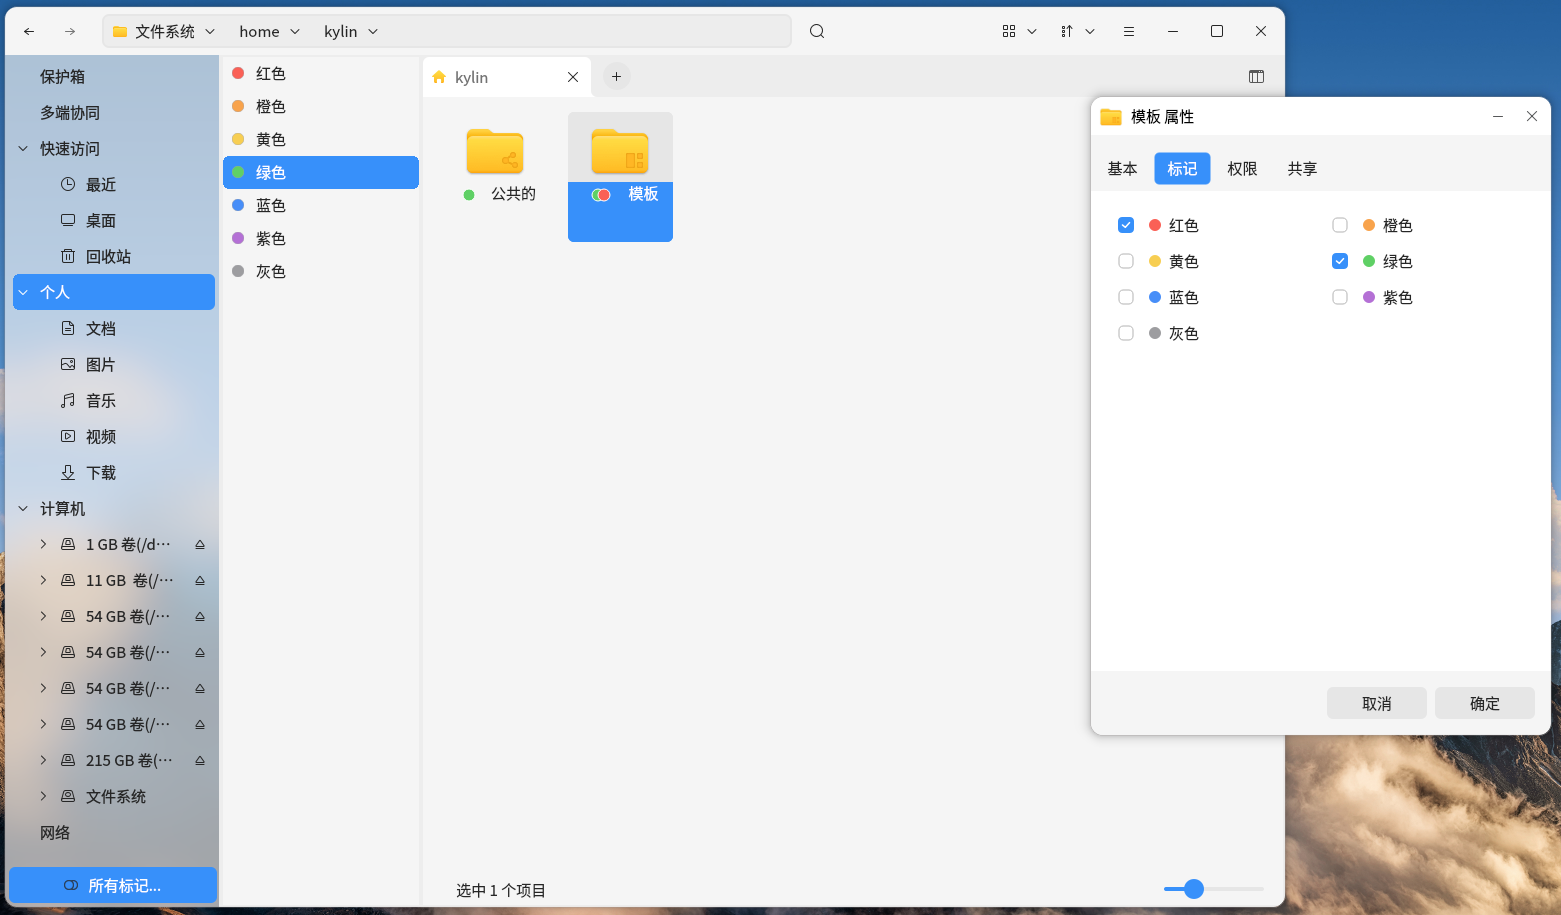 文件系统 home kylin
保护箱
多端协同
快速访问
最近
桌面
回收站
个人
文档
图片
音乐
视频
下载
计算机
1 GB 卷(/d···
11 GB 卷(/···
54 GB 卷(/···
54 GB 卷(/···
54 GB 卷(/···
54 GB 卷(/···
215 GB 卷(···
文件系统
网络
所有标记...
红色
橙色
黄色
绿色
蓝色
紫色
灰色
kylin
公共的
模板
选中 1 个项目
模板 属性
基本 标记 权限 共享
红色 橙色
黄色 绿色
蓝色 紫色
灰色
取消 确定